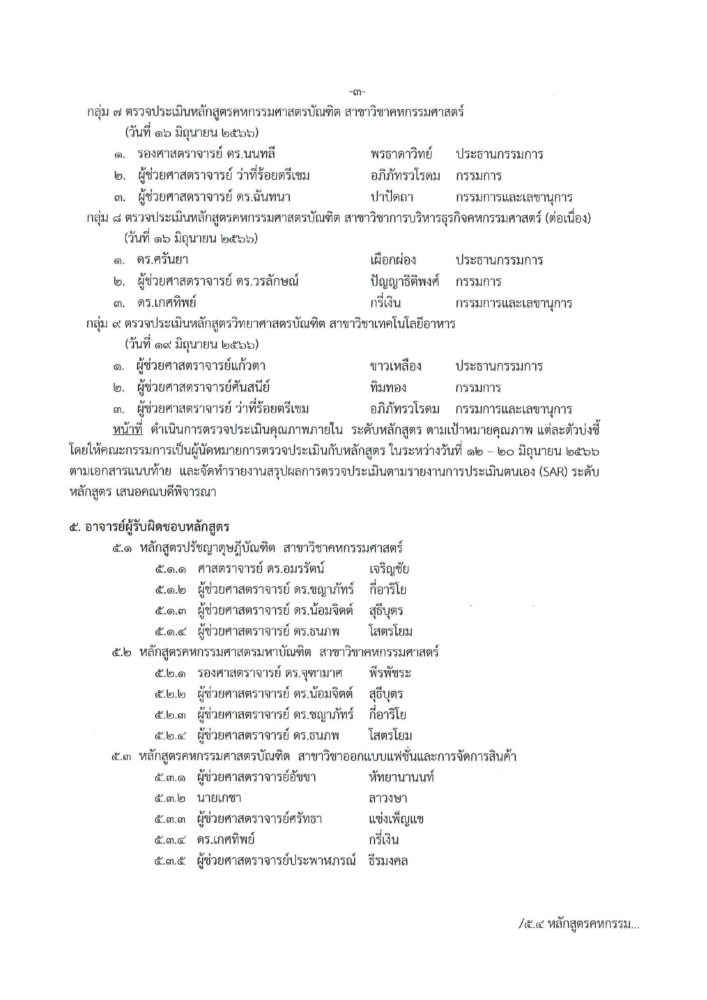 -๓-
กลุ่ม ๗ ตรวจประเมินหลักสูตรคหกรรมศาสตรบัณฑิต สาขาวิชาคหกรรมศาสตร์
(วันที่ ๑๖ มิถุนายน ๒๕๖๖)
๑. รองศาสตราจารย์ ดร.นนทลี พรธาดาวิทย์ ประธานกรรมการ
๒. ผู้ช่วยศาสตราจารย์ ว่าที่ร้อยตรีเขม อภิภัทรวโรดม กรรมการ
๓. ผู้ช่วยศาสตราจารย์ ดร.ฉันทนา ปาปัดถา กรรมการและเลขานุการ
กลุ่ม ๘ ตรวจประเมินหลักสูตรคหกรรมศาสตรบัณฑิต สาขาวิชาการบริหารธุรกิจคหกรรมศาสตร์ (ต่อเนื่อง)
(วันที่ ๑๖ มิถุนายน ๒๕๖๖)
๑. ดร.ศรันยา เผือกผ่อง ประธานกรรมการ
๒. ผู้ช่วยศาสตราจารย์ ดร.วรลักษณ์ ปัญญาธิติพงศ์ กรรมการ
๓. ดร.เกศทิพย์ กรี่เงิน กรรมการและเลขานุการ
กลุ่ม ๙ ตรวจประเมินหลักสูตรวิทยาศาสตรบัณฑิต สาขาวิชาเทคโนโลยีอาหาร
(วันที่ ๑๙ มิถุนายน ๒๕๖๖)
๑. ผู้ช่วยศาสตราจารย์แก้วตา ขาวเหลือง ประธานกรรมการ
๒. ผู้ช่วยศาสตราจารย์ศันสนีย์ ทิมทอง กรรมการ
๓. ผู้ช่วยศาสตราจารย์ ว่าที่ร้อยตรีเขม อภิภัทรวโรดม กรรมการและเลขานุการ
หน้าที่ ดำเนินการตรวจประเมินคุณภาพภายใน ระดับหลักสูตร ตามเป้าหมายคุณภาพ แต่ละตัวบ่งชี้
โดยให้คณะกรรมการเป็นผู้นัดหมายการตรวจประเมินกับหลักสูตร ในระหว่างวันที่ ๑๒ – ๒๐ มิถุนายน ๒๕๖๖
ตามเอกสารแนบท้าย และจัดทำรายงานสรุปผลการตรวจประเมินตามรายงานการประเมินตนเอง (SAR) ระดับ
หลักสูตร เสนอคณบดีพิจารณา
๕. อาจารย์ผู้รับผิดชอบหลักสูตร
๕.๑ หลักสูตรปรัชญาดุษฎีบัณฑิต สาขาวิชาคหกรรมศาสตร์
๕.๑.๑ ศาสตราจารย์ ดร.อมรรัตน์ เจริญชัย
๕.๑.๒ ผู้ช่วยศาสตราจารย์ ดร.ชญาภัทร์ กี่อาริโย
๕.๑.๓ ผู้ช่วยศาสตราจารย์ ดร.น้อมจิตต์ สุธีบุตร
๕.๑.๔ ผู้ช่วยศาสตราจารย์ ดร.ธนภพ โสตรโยม
๕.๒ หลักสูตรคหกรรมศาสตรมหาบัณฑิต สาขาวิชาคหกรรมศาสตร์
๕.๒.๑ รองศาสตราจารย์ ดร.จุฑามาศ พีรพัชระ
๕.๒.๒ ผู้ช่วยศาสตราจารย์ ดร.น้อมจิตต์ สุธีบุตร
๕.๒.๓ ผู้ช่วยศาสตราจารย์ ดร.ชญาภัทร์ กี่อาริโย
๕.๒.๔ ผู้ช่วยศาสตราจารย์ ดร.ธนภพ โสตรโยม
๕.๓ หลักสูตรคหกรรมศาสตรบัณฑิต สาขาวิชาออกแบบแฟชั่นและการจัดการสินค้า
๕.๓.๑ ผู้ช่วยศาสตราจารย์อัชชา หัทยานานนท์
๕.๓.๒ นายเกชา ลาวงษา
๕.๓.๓ ผู้ช่วยศาสตราจารย์ศรัทธา แข่งเพ็ญแข
๕.๓.๔ ดร.เกศทิพย์ กรี่เงิน
๕.๓.๕ ผู้ช่วยศาสตราจารย์ประพาฬภรณ์ ธีรมงคล
/๕.๔ หลักสูตรคหกรรม...